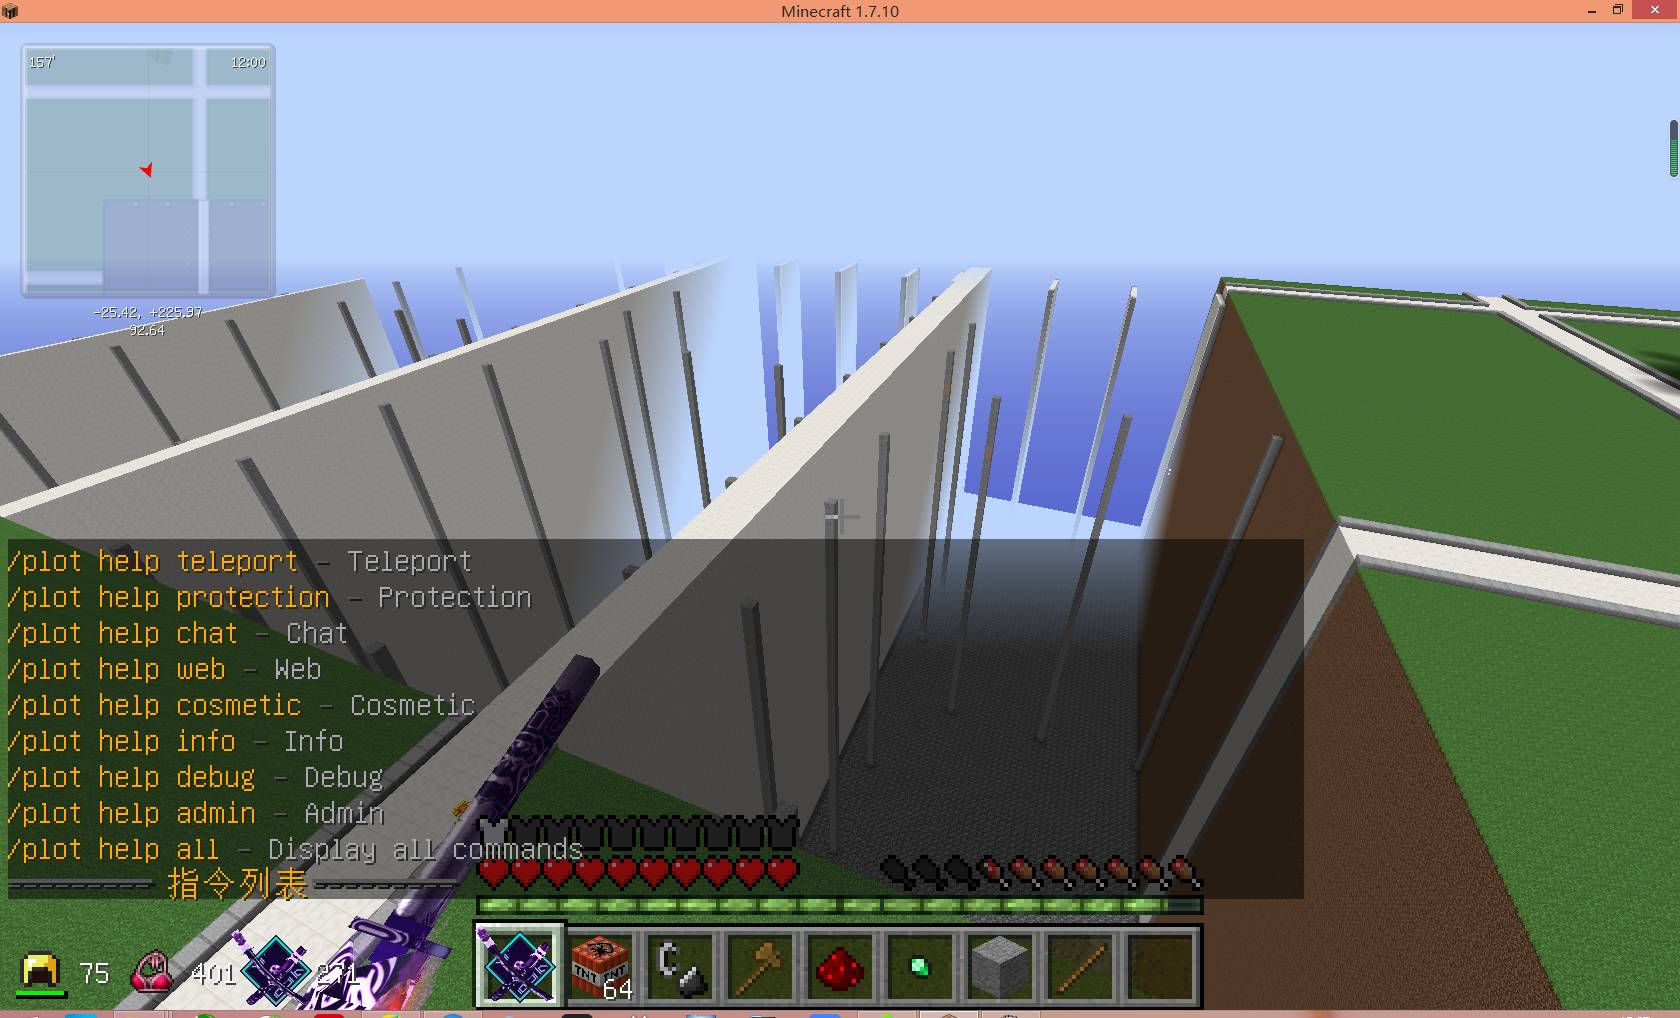 Minecraft 1.7.10
157' 12:00
-25.42, +225.97
92.64
/plot help teleport - Teleport
/plot help protection - Protection
/plot help chat - Chat
/plot help web - Web
/plot help cosmetic - Cosmetic
/plot help info - Info
/plot help debug - Debug
/plot help admin - Admin
/plot help all - Display all commands
指令列表
75 401 271
TNT TNT 64